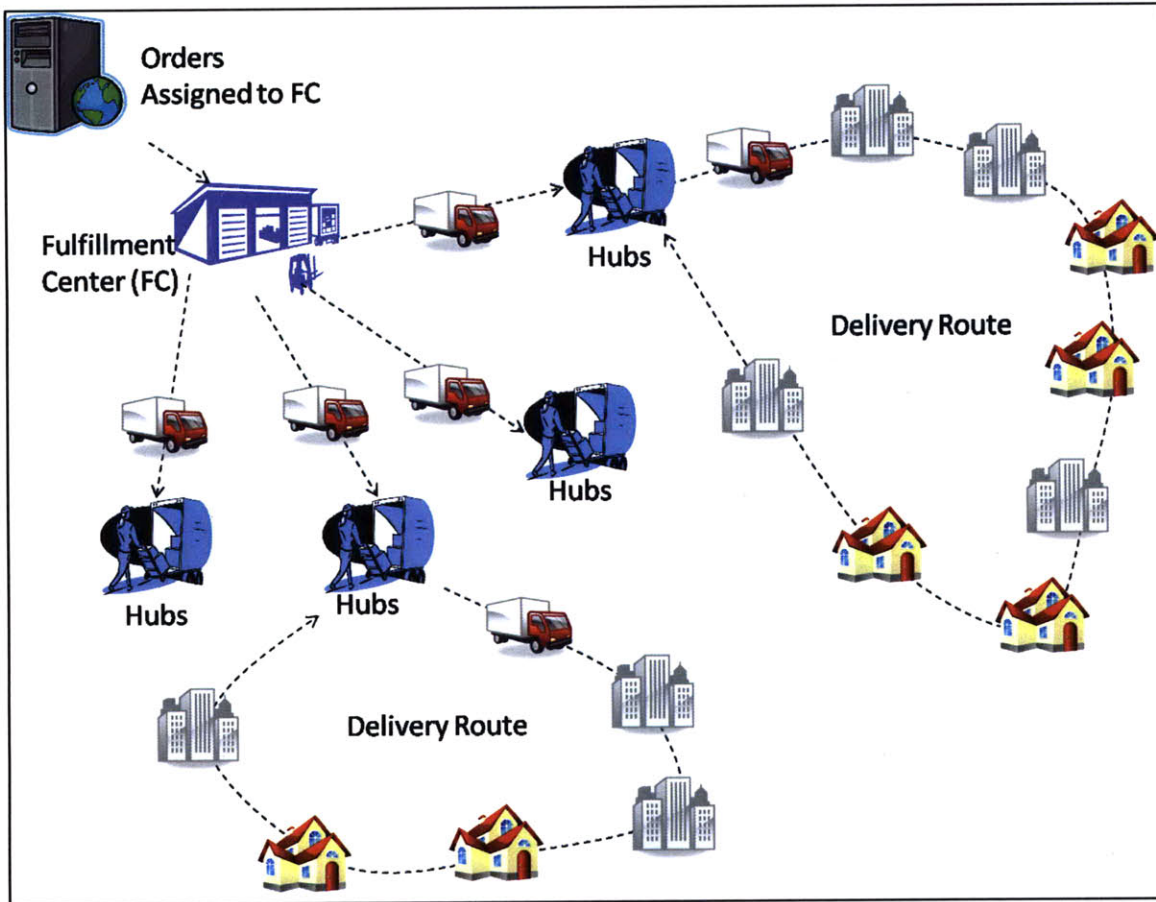 Orders
Assigned to FC
Fulfillment
Center (FC)
Hubs
Delivery Route
Hubs
Hubs
Hubs
Delivery Route